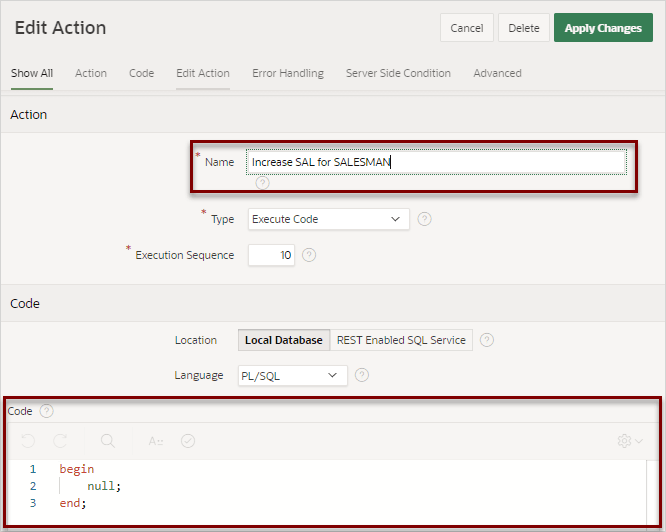 Edit Action Cancel Delete Apply Changes
Show All Action Code Edit Action Error Handling Server Side Condition Advanced
Action
* Name Increase SAL for SALESMAN
?
* Type Execute Code ?
* Execution Sequence 10 ?
Code
Location Local Database REST Enabled SQL Service ?
Language PL/SQL ?
Code ?
A::
1 begin
2 null;
3 end;